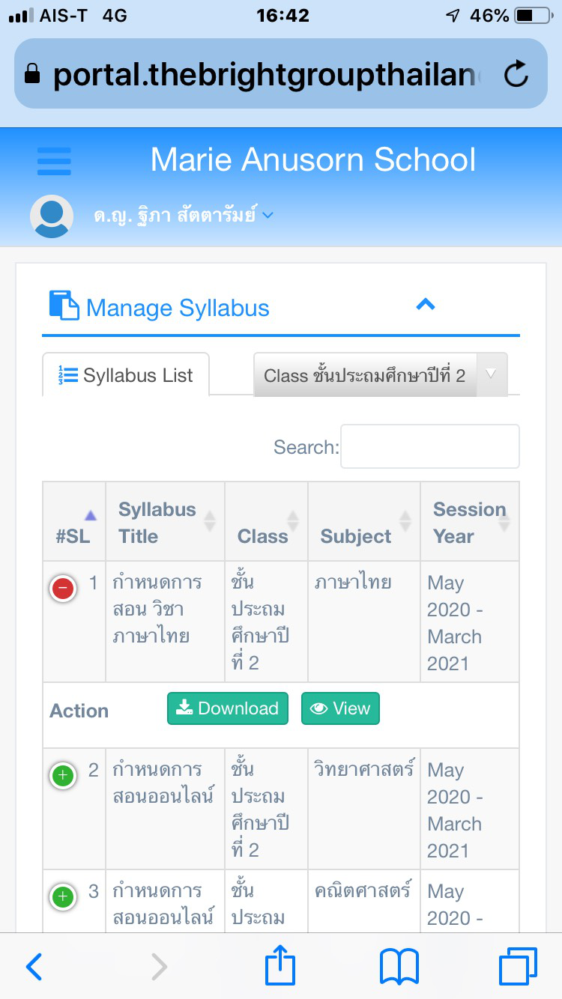 AIS-T 4G 16:42 46%
portal.thebrightgroupthailan
Marie Anusorn School
ด.ญ. ฐิภา สัตตารัมย์
Manage Syllabus
Syllabus List
Class ชั้นประถมศึกษาปีที่ 2
Search:
#SL
Syllabus
Title
Class
Subject
Session
Year
1
กำหนดการ
สอน วิชา
ภาษาไทย
ชั้น
ประถม
ศึกษาปี
ที่ 2
ภาษาไทย
May
2020 -
March
2021
Action
Download
View
2
กำหนดการ
สอนออนไลน์
ชั้น
ประถม
ศึกษาปี
ที่ 2
วิทยาศาสตร์
May
2020 -
March
2021
3
กำหนดการ
สอนออนไลน์
ชั้น
ประถม
คณิตศาสตร์
May
2020 -